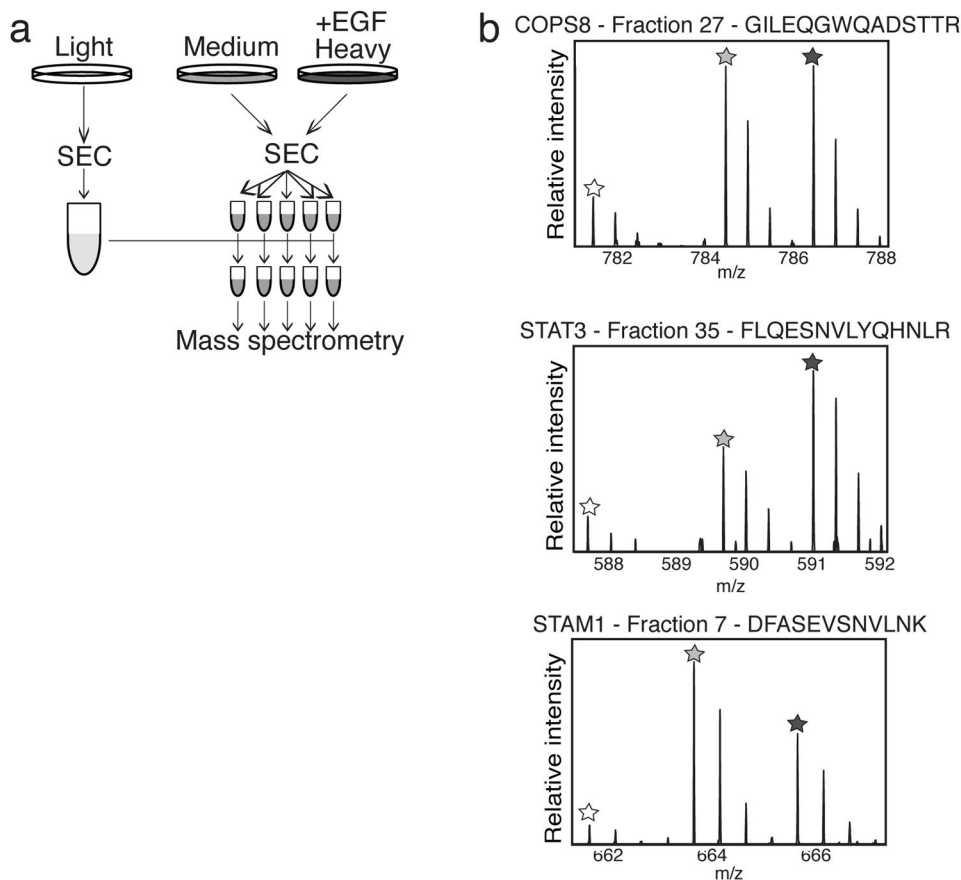 a
Light
Medium
+EGF
Heavy
SEC
SEC
Mass spectrometry
b
COPS8 - Fraction 27 - GILEQGWQADSTTR
Relative intensity
782 784 786 788
m/z
STAT3 - Fraction 35 - FLQESNVLYQHNLR
Relative intensity
588 589 590 591 592
m/z
STAM1 - Fraction 7 - DFASEVSNVLNK
Relative intensity
662 664 666
m/z